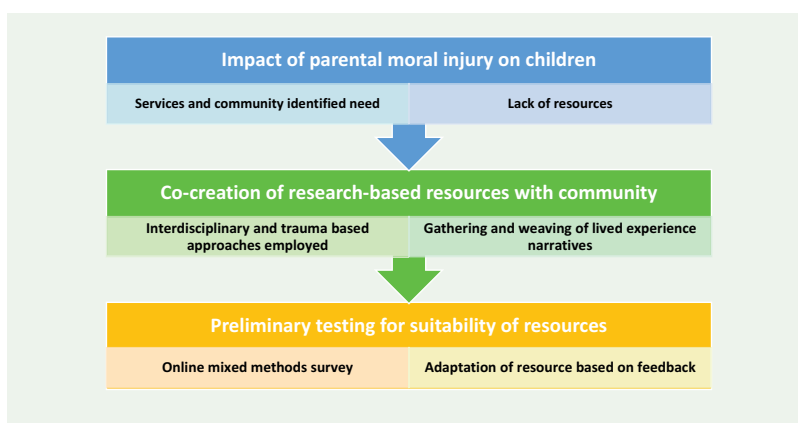 Impact of parental moral injury on children
Services and community identified need
Lack of resources
Co-creation of research-based resources with community
Interdisciplinary and trauma based
approaches employed
Gathering and weaving of lived experience
narratives
Preliminary testing for suitability of resources
Online mixed methods survey
Adaptation of resource based on feedback